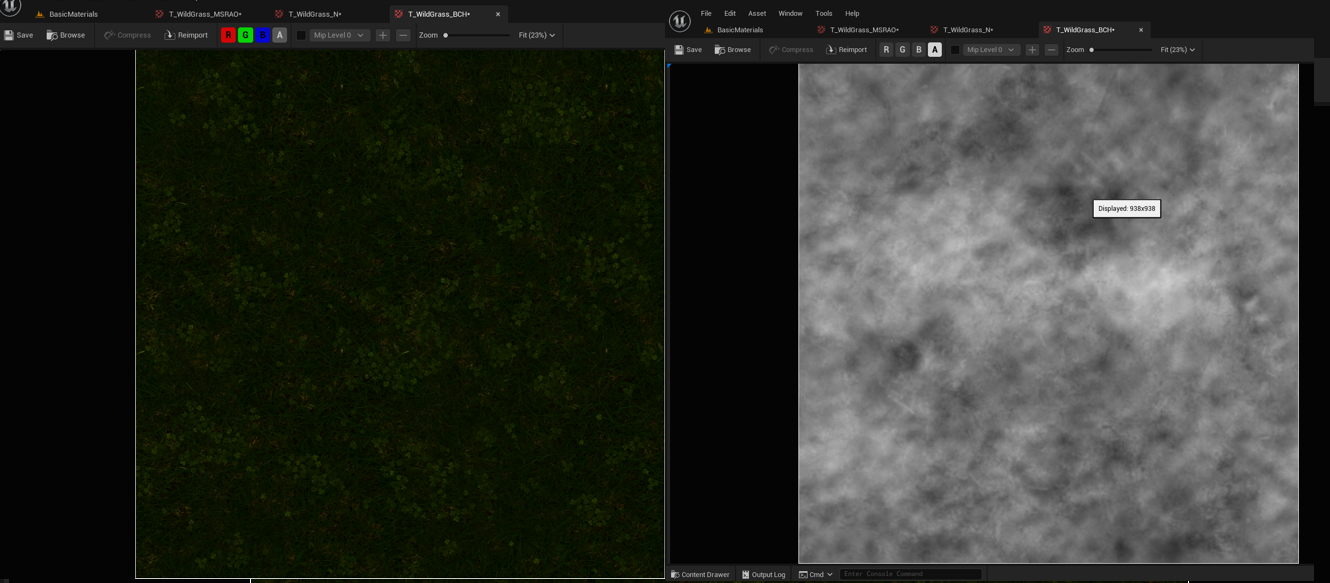 BasicMaterials T_WildGrass_MSRAO* T_WildGrass_N* T_WildGrass_BCH*
Save Browse Compress Reimport R G B A Mip Level 0 Zoom Fit (23%)
File Edit Asset Window Tools Help
BasicMaterials T_WildGrass_MSRAO* T_WildGrass_N* T_WildGrass_BCH*
Save Browse Compress Reimport R G B A Mip Level 0 Zoom Fit (23%)
Displayed: 938x938
Content Drawer Output Log Cmd Enter Console Command